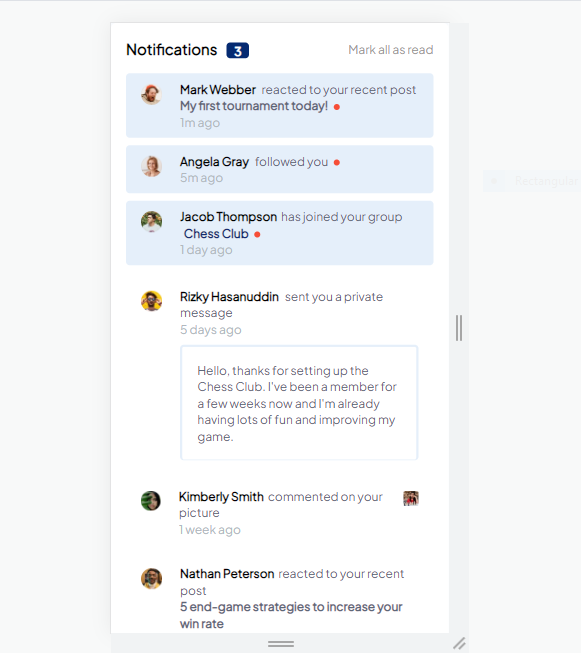 Notifications 3 Mark all as read
Mark Webber reacted to your recent post
My first tournament today!
1m ago
Angela Gray followed you
5m ago
Jacob Thompson has joined your group
Chess Club
1 day ago
Rizky Hasanuddin sent you a private
message
5 days ago
Hello, thanks for setting up the
Chess Club. I've been a member for
a few weeks now and I'm already
having lots of fun and improving my
game.
Kimberly Smith commented on your
picture
1 week ago
Nathan Peterson reacted to your recent
post
5 end-game strategies to increase your
win rate
Rectangular